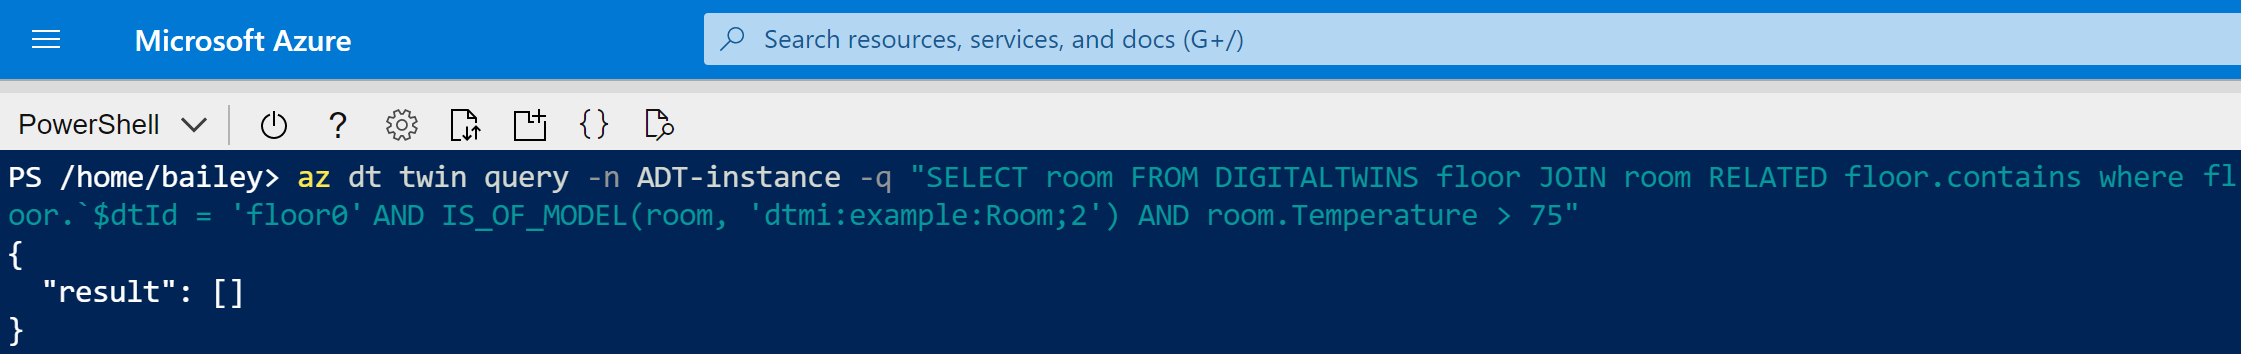 Microsoft Azure
Search resources, services, and docs (G+/)
PowerShell
?
{}
PS /home/bailey> az dt twin query -n ADT-instance -q "SELECT room FROM DIGITALTWINS floor JOIN room RELATED floor.contains where fl
oor.`$dtId = 'floor0' AND IS_OF_MODEL(room, 'dtmi:example:Room;2') AND room.Temperature > 75"
{
"result": []
}